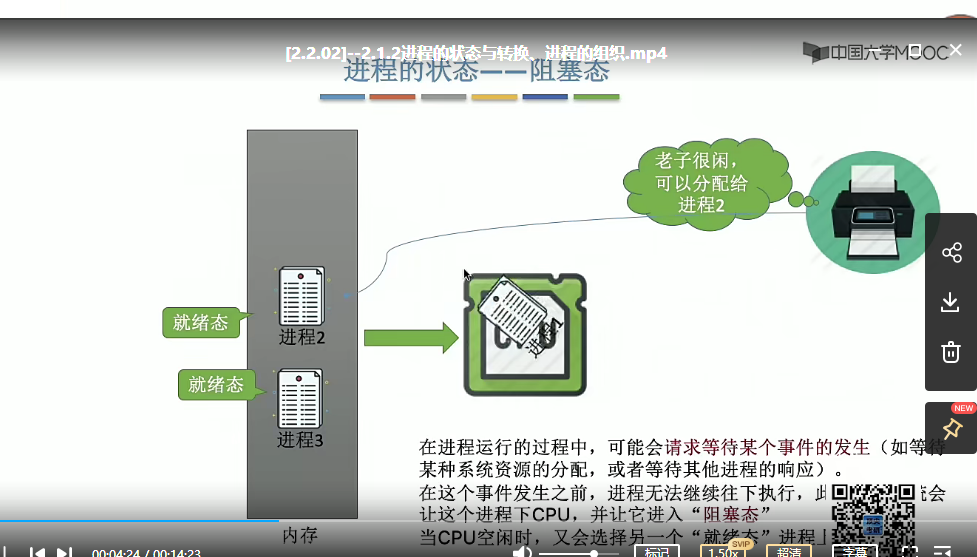 [2.2.02]--2.1.2进程的状态与转换、进程的组织.mp4
中国大学MOOC
进程的状态——阻塞态
老子很闲，
可以分配给
进程2
就绪态
进程2
就绪态
进程3
进程1
CPU
在进程运行的过程中，可能会请求等待某个事件的发生（如等待
某种系统资源的分配，或者等待其他进程的响应）。
在这个事件发生之前，进程无法继续往下执行，此 会
让这个进程下CPU，并让它进入“阻塞态”
当CPU空闲时，又会选择另一个“就绪态”进程上
内存
NEW
00:04:24 / 00:14:23
标记
1.50x
SVIP
超清
字幕